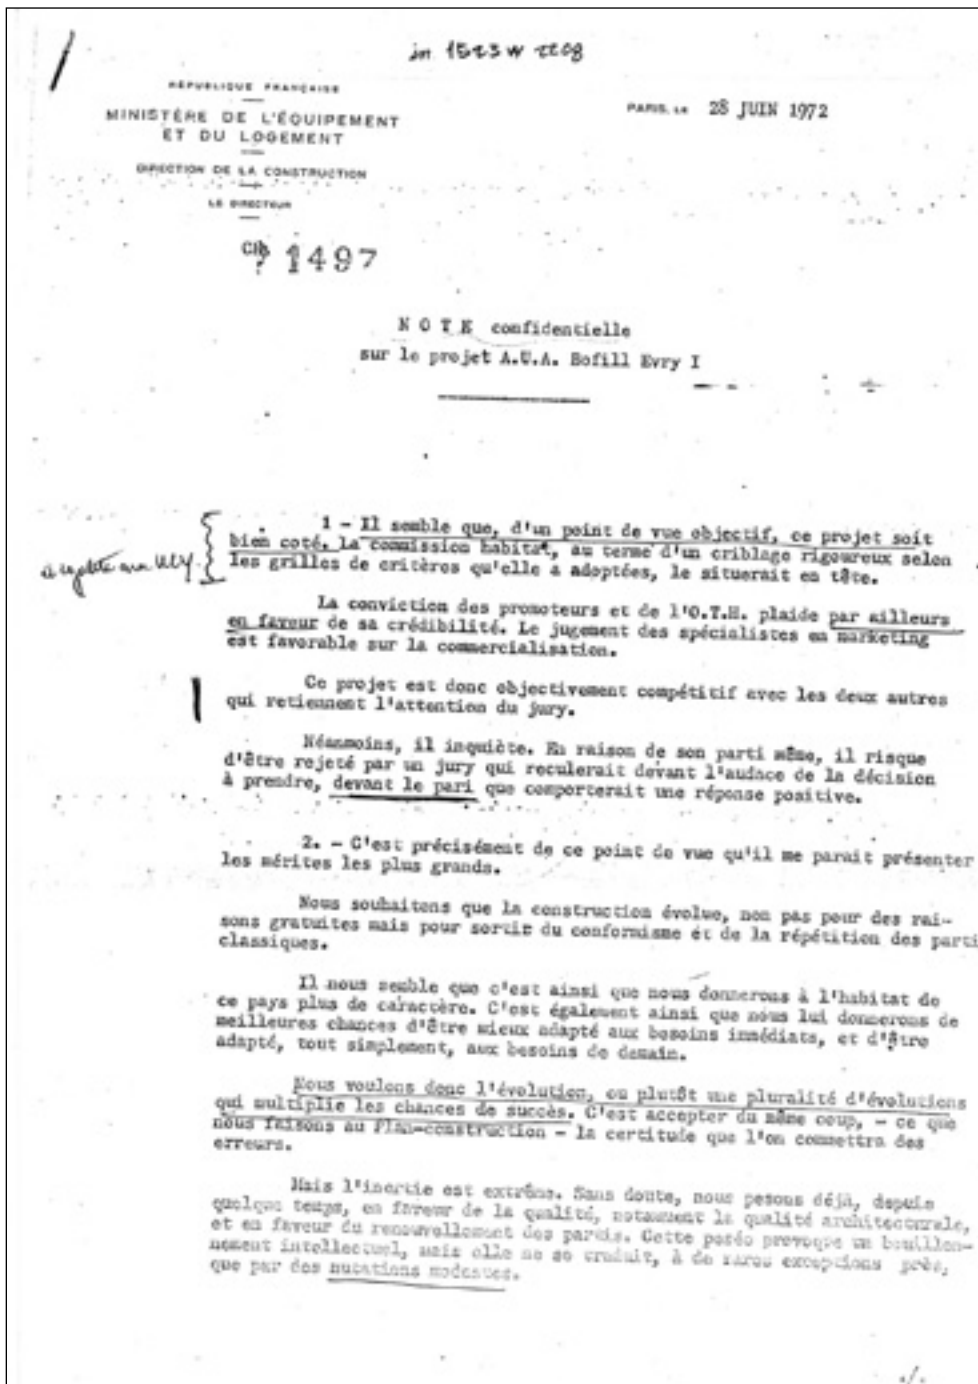 in 1523 W 2208
RÉPUBLIQUE FRANÇAISE
MINISTÈRE DE L'ÉQUIPEMENT
ET DU LOGEMENT
DIRECTION DE LA CONSTRUCTION
LE DIRECTEUR
PARIS, LE 28 JUIN 1972
1497
N O T E confidentielle
sur le projet A.U.A. Bofill Evry I
1 - Il semble que, d'un point de vue objectif, ce projet soit
bien coté. La commission habitat, au terme d'un criblage rigoureux selon
les grilles de critères qu'elle a adoptées, le situerait en tête.
La conviction des promoteurs et de l'O.T.H. plaide par ailleurs
en faveur de sa crédibilité. Le jugement des spécialistes en marketing
est favorable sur la commercialisation.
Ce projet est donc objectivement compétitif avec les deux autres
qui retiennent l'attention du jury.
Néanmoins, il inquiète. En raison de son parti même, il risque
d'être rejeté par un jury qui reculerait devant l'audace de la décision
à prendre, devant le pari que comporterait une réponse positive.
2. - C'est précisément de ce point de vue qu'il me parait présenter
les mérites les plus grands.
Nous souhaitons que la construction évolue, non pas pour des rai-
sons gratuites mais pour sortir du conformisme et de la répétition des parti
classiques.
Il nous semble que c'est ainsi que nous donnerons à l'habitat de
ce pays plus de caractère. C'est également ainsi que nous lui donnerons de
meilleures chances d'être mieux adapté aux besoins immédiats, et d'être
adapté, tout simplement, aux besoins de demain.
Nous voulons donc l'évolution, ou plutôt une pluralité d'évolutions
qui multiplie les chances de succès. C'est accepter du même coup, - ce que
nous faisons au Plan-construction - la certitude que l'on commettra des
erreurs.
Mais l'inertie est extrême. Sans doute, nous pesons déjà, depuis
quelque temps, en faveur de la qualité, notamment la qualité architecturale,
et en faveur du renouvellement des partis. Cette pesée provoque un bouillon-
nement intellectuel, mais elle ne se traduit, à de rares exceptions près,
que par des mutations modestes.
./.